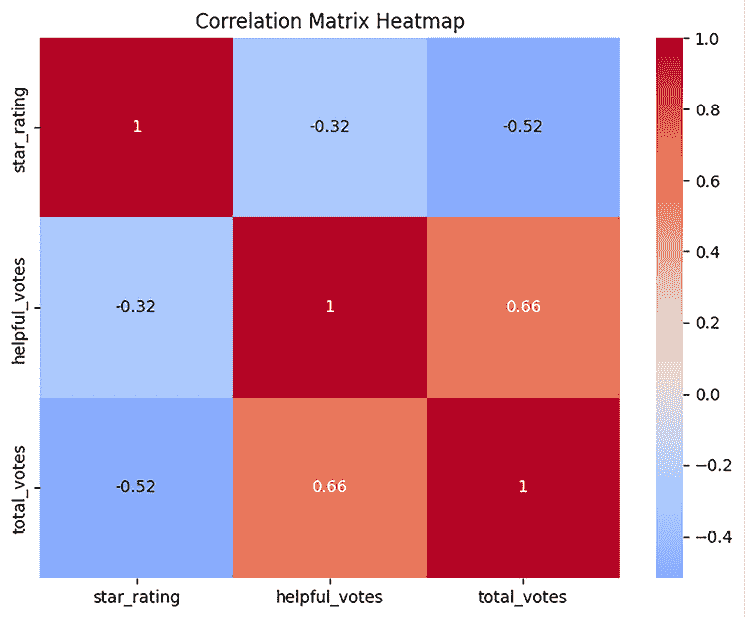 Correlation Matrix Heatmap
star_rating
1
-0.32
-0.52
helpful_votes
-0.32
1
0.66
total_votes
-0.52
0.66
1
star_rating
helpful_votes
total_votes
1.0
0.8
0.6
0.4
0.2
0.0
−0.2
−0.4